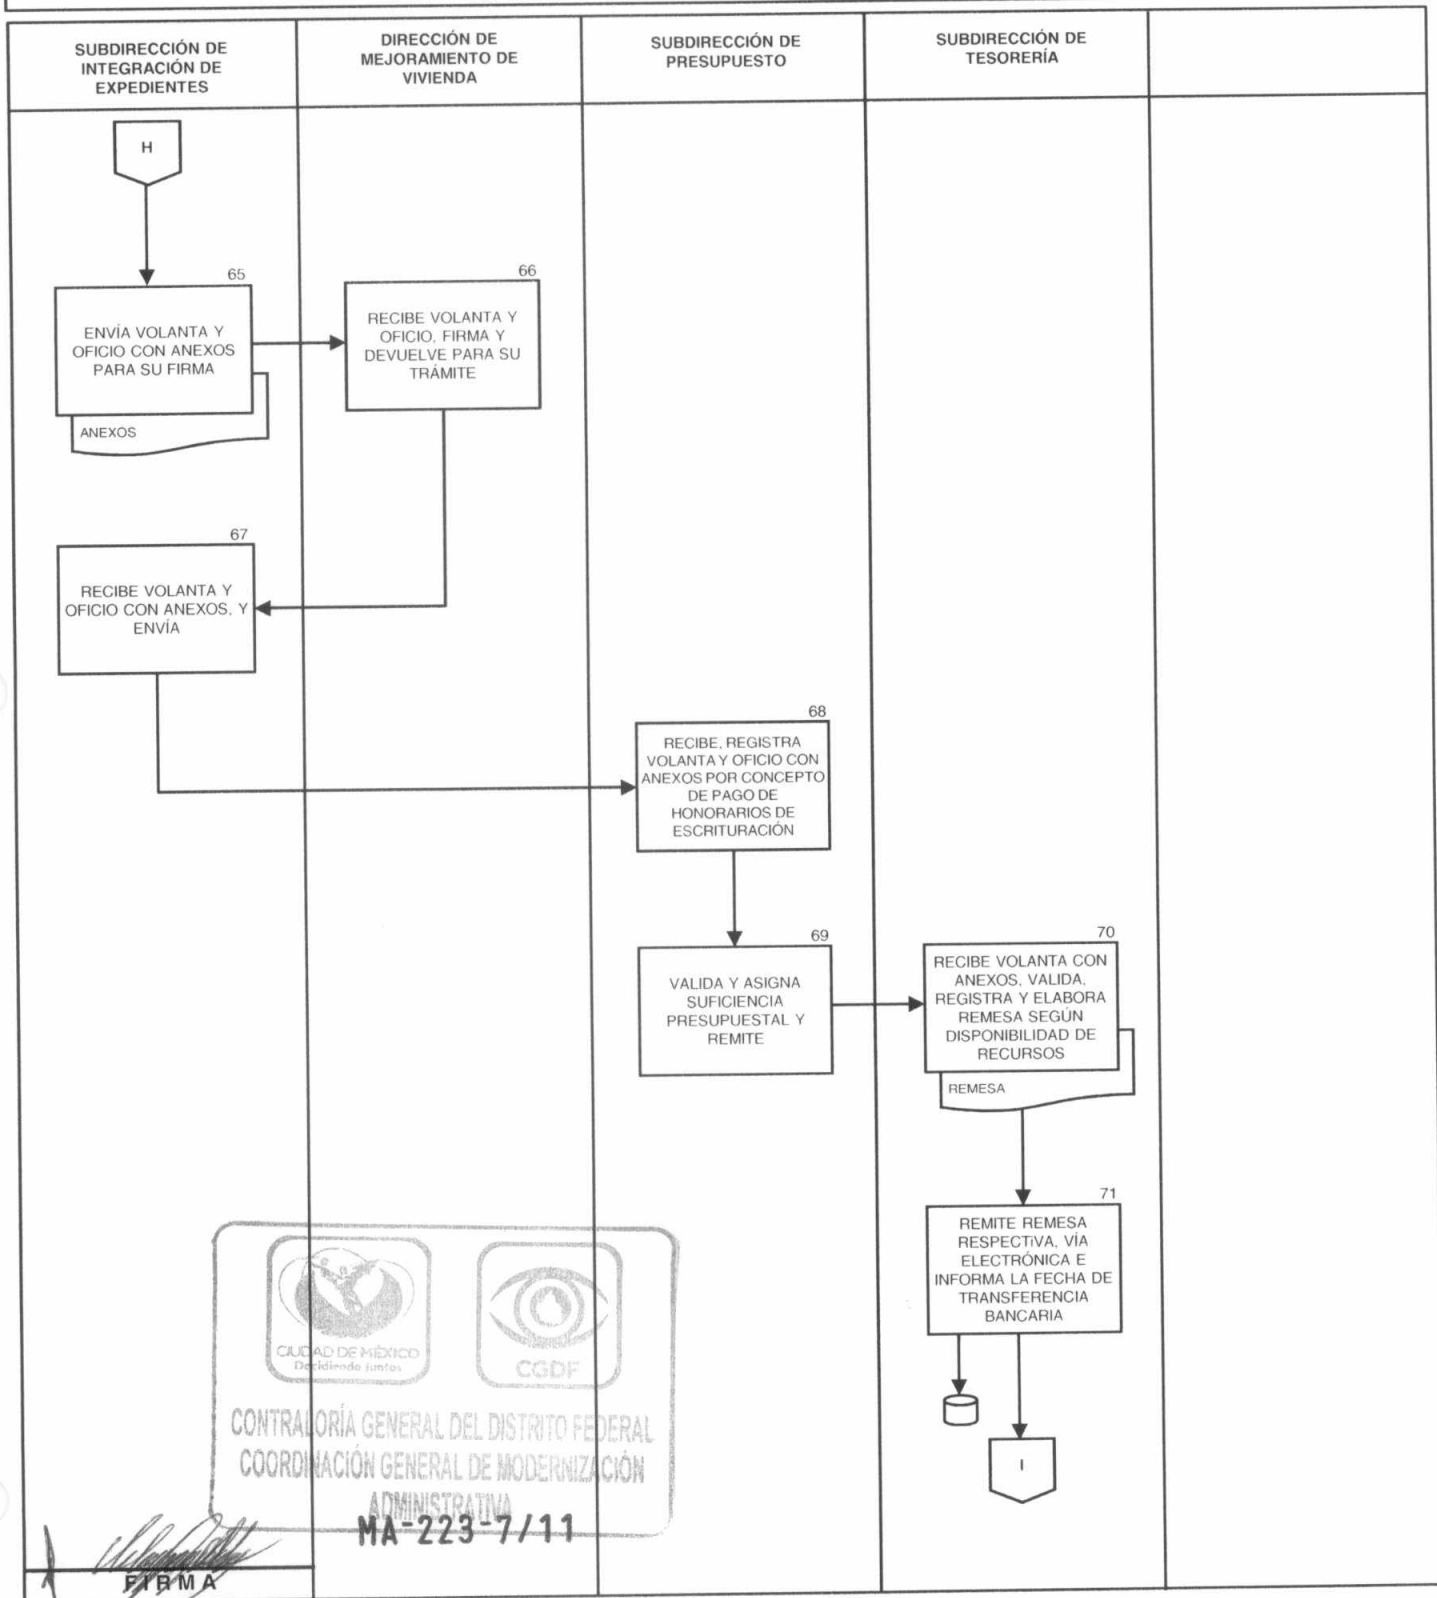 SUBDIRECCIÓN DE
INTEGRACIÓN DE
EXPEDIENTES
DIRECCIÓN DE
MEJORAMIENTO DE
VIVIENDA
SUBDIRECCIÓN DE
PRESUPUESTO
SUBDIRECCIÓN DE
TESORERÍA
H
65
ENVÍA VOLANTA Y
OFICIO CON ANEXOS
PARA SU FIRMA
ANEXOS
66
RECIBE VOLANTA Y
OFICIO, FIRMA Y
DEVUELVE PARA SU
TRÁMITE
67
RECIBE VOLANTA Y
OFICIO CON ANEXOS, Y
ENVÍA
68
RECIBE, REGISTRA
VOLANTA Y OFICIO CON
ANEXOS POR CONCEPTO
DE PAGO DE
HONORARIOS DE
ESCRITURACIÓN
69
VALIDA Y ASIGNA
SUFICIENCIA
PRESUPUESTAL Y
REMITE
70
RECIBE VOLANTA CON
ANEXOS, VALIDA,
REGISTRA Y ELABORA
REMESA SEGÚN
DISPONIBILIDAD DE
RECURSOS
REMESA
71
REMITE REMESA
RESPECTIVA, VÍA
ELECTRÓNICA E
INFORMA LA FECHA DE
TRANSFERENCIA
BANCARIA
I
CIUDAD DE MÉXICO
Decidiendo juntos
CGDF
CONTRALORÍA GENERAL DEL DISTRITO FEDERAL
COORDINACIÓN GENERAL DE MODERNIZACIÓN
ADMINISTRATIVA
MA-223-7/11
FIRMA